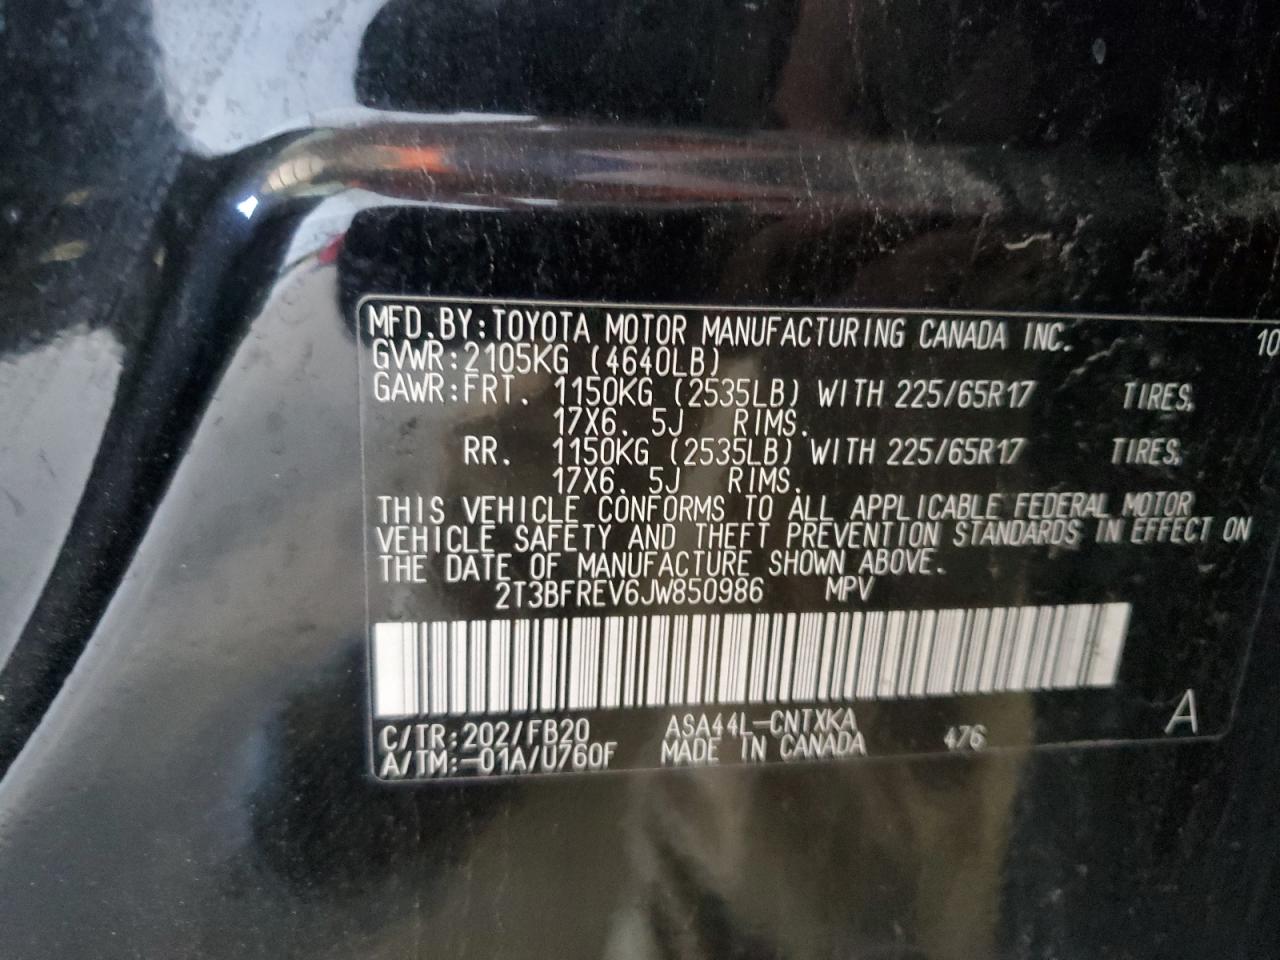 MFD.BY:TOYOTA MOTOR MANUFACTURING CANADA INC. 10
GVWR:2105KG (4640LB)
GAWR:FRT. 1150KG (2535LB) WITH 225/65R17 TIRES,
17X6.5J RIMS.
RR. 1150KG (2535LB) WITH 225/65R17 TIRES,
17X6.5J RIMS.
THIS VEHICLE CONFORMS TO ALL APPLICABLE FEDERAL MOTOR
VEHICLE SAFETY AND THEFT PREVENTION STANDARDS IN EFFECT ON
THE DATE OF MANUFACTURE SHOWN ABOVE.
2T3BFREV6JW850986 MPV
C/TR:202/FB20 ASA44L-CNTXKA A
A/TM:-01A/U760F MADE IN CANADA 476